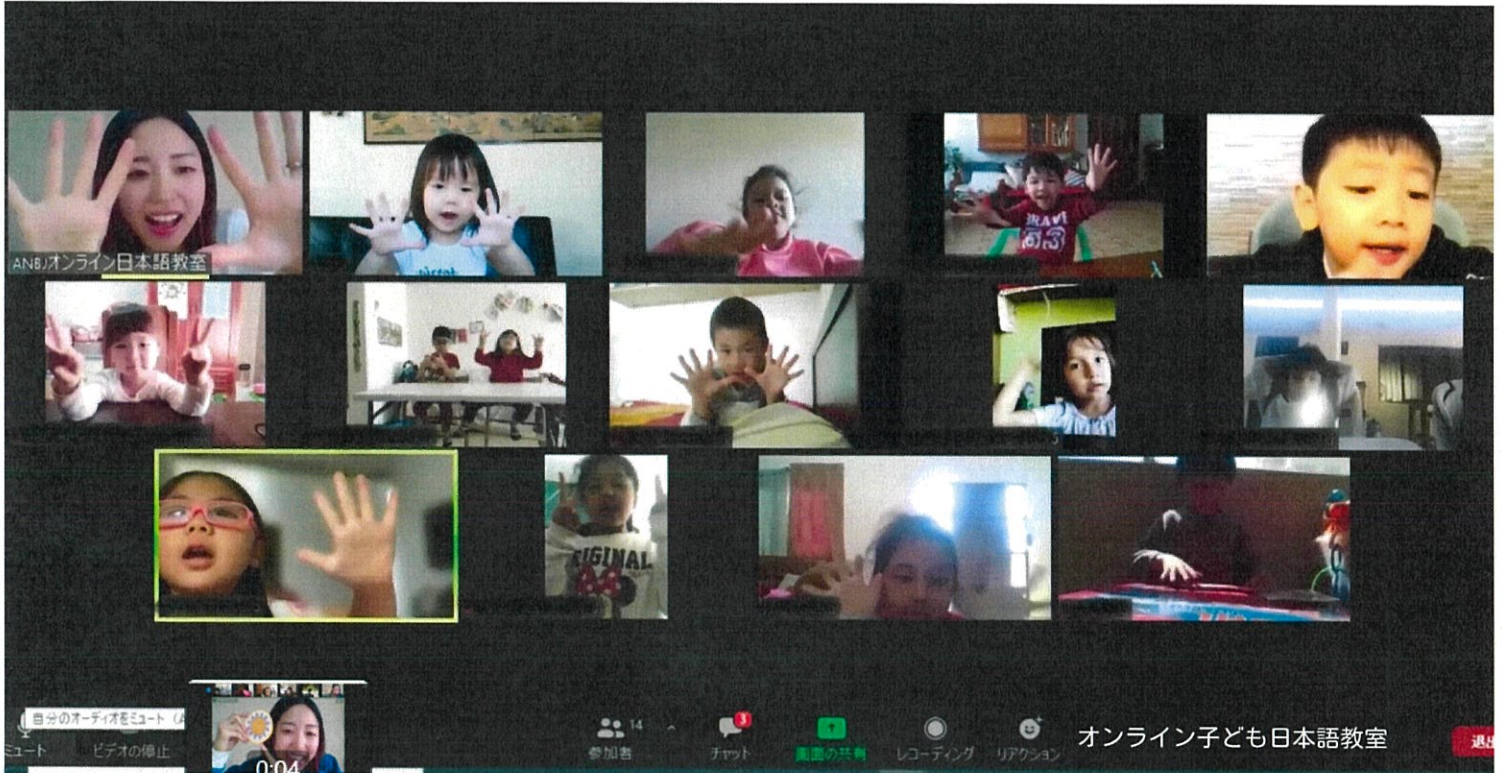 ANBJオンライン日本語教室
BRAVE
ORIGINAL
自分のオーディオをミュート
ミュート
ビデオの停止
0:04
14
参加者
3
チャット
画面の共有
レコーディング
リアクション
オンライン子ども日本語教室
退出